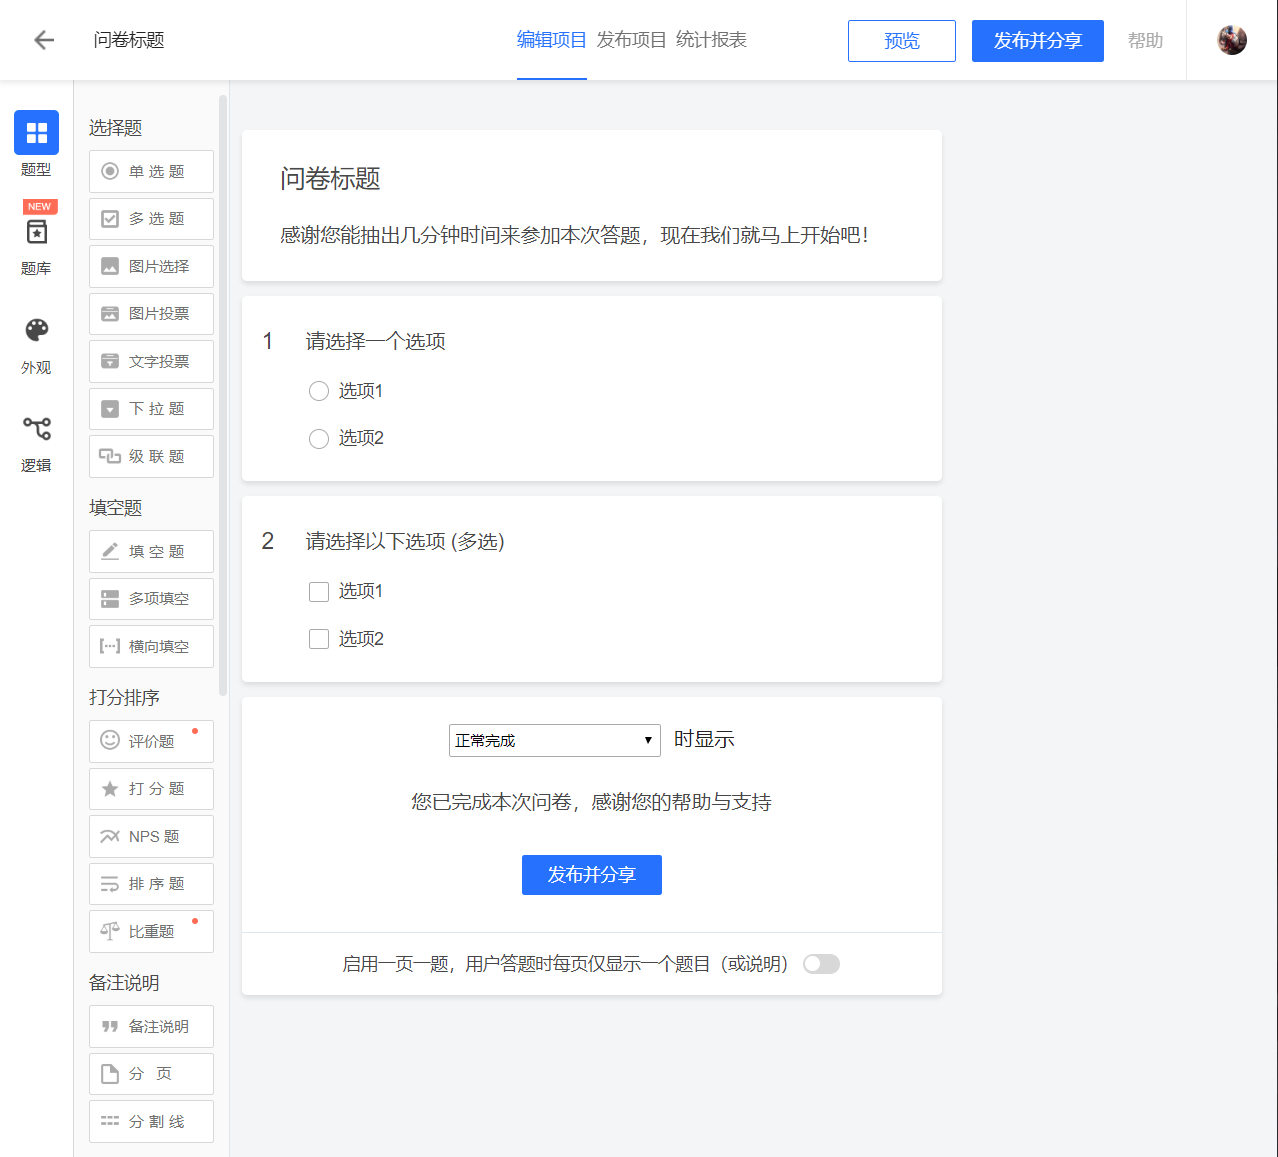 问卷标题
编辑项目 发布项目 统计报表
预览
发布并分享
帮助
题型
NEW
题库
外观
逻辑
选择题
单 选 题
多 选 题
图片选择
图片投票
文字投票
下 拉 题
级 联 题
填空题
填 空 题
多项填空
横向填空
打分排序
评价题
打 分 题
NPS 题
排 序 题
比重题
备注说明
备注说明
分 页
分 割 线
问卷标题
感谢您能抽出几分钟时间来参加本次答题，现在我们就马上开始吧！
1 请选择一个选项
选项1
选项2
2 请选择以下选项 (多选)
选项1
选项2
正常完成 时显示
您已完成本次问卷，感谢您的帮助与支持
发布并分享
启用一页一题，用户答题时每页仅显示一个题目（或说明）